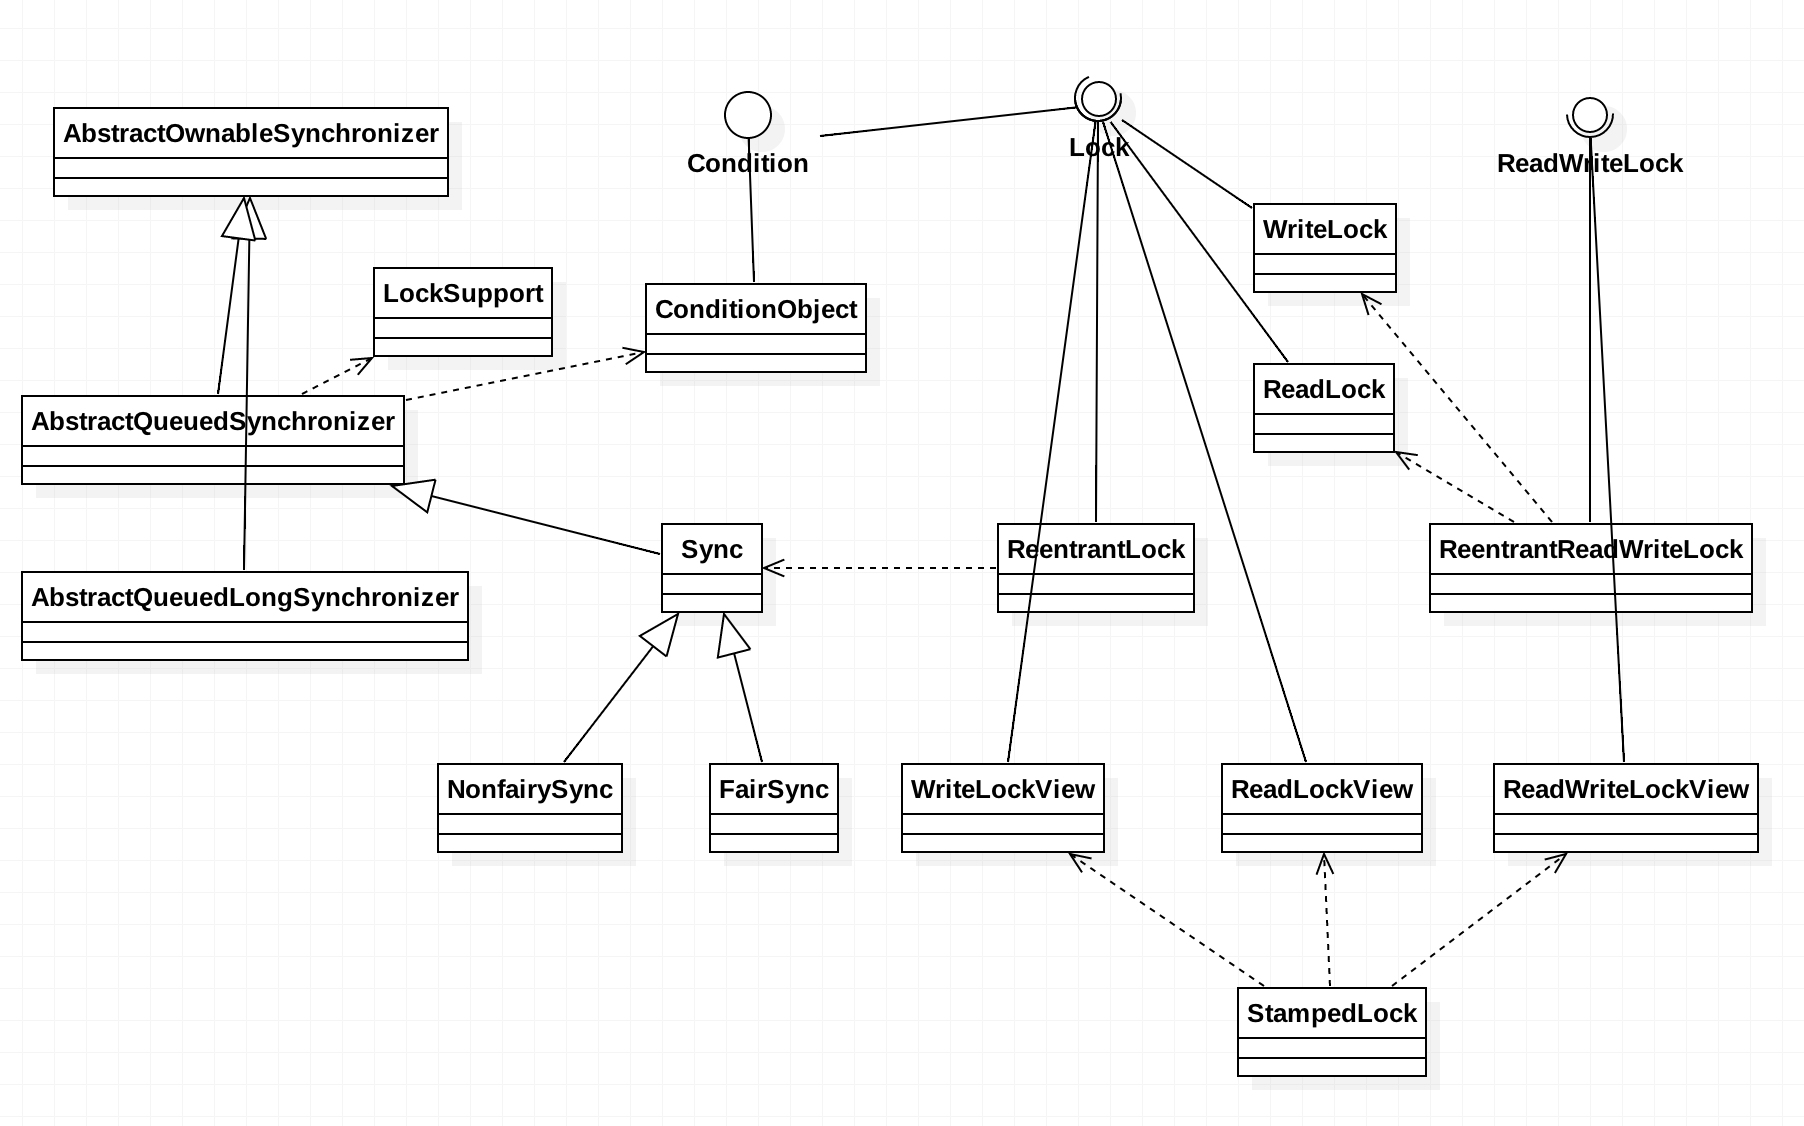 AbstractOwnableSynchronizer
Condition
Lock
ReadWriteLock
WriteLock
LockSupport
ConditionObject
ReadLock
AbstractQueuedSynchronizer
Sync
ReentrantLock
ReentrantReadWriteLock
AbstractQueuedLongSynchronizer
NonfairySync
FairSync
WriteLockView
ReadLockView
ReadWriteLockView
StampedLock